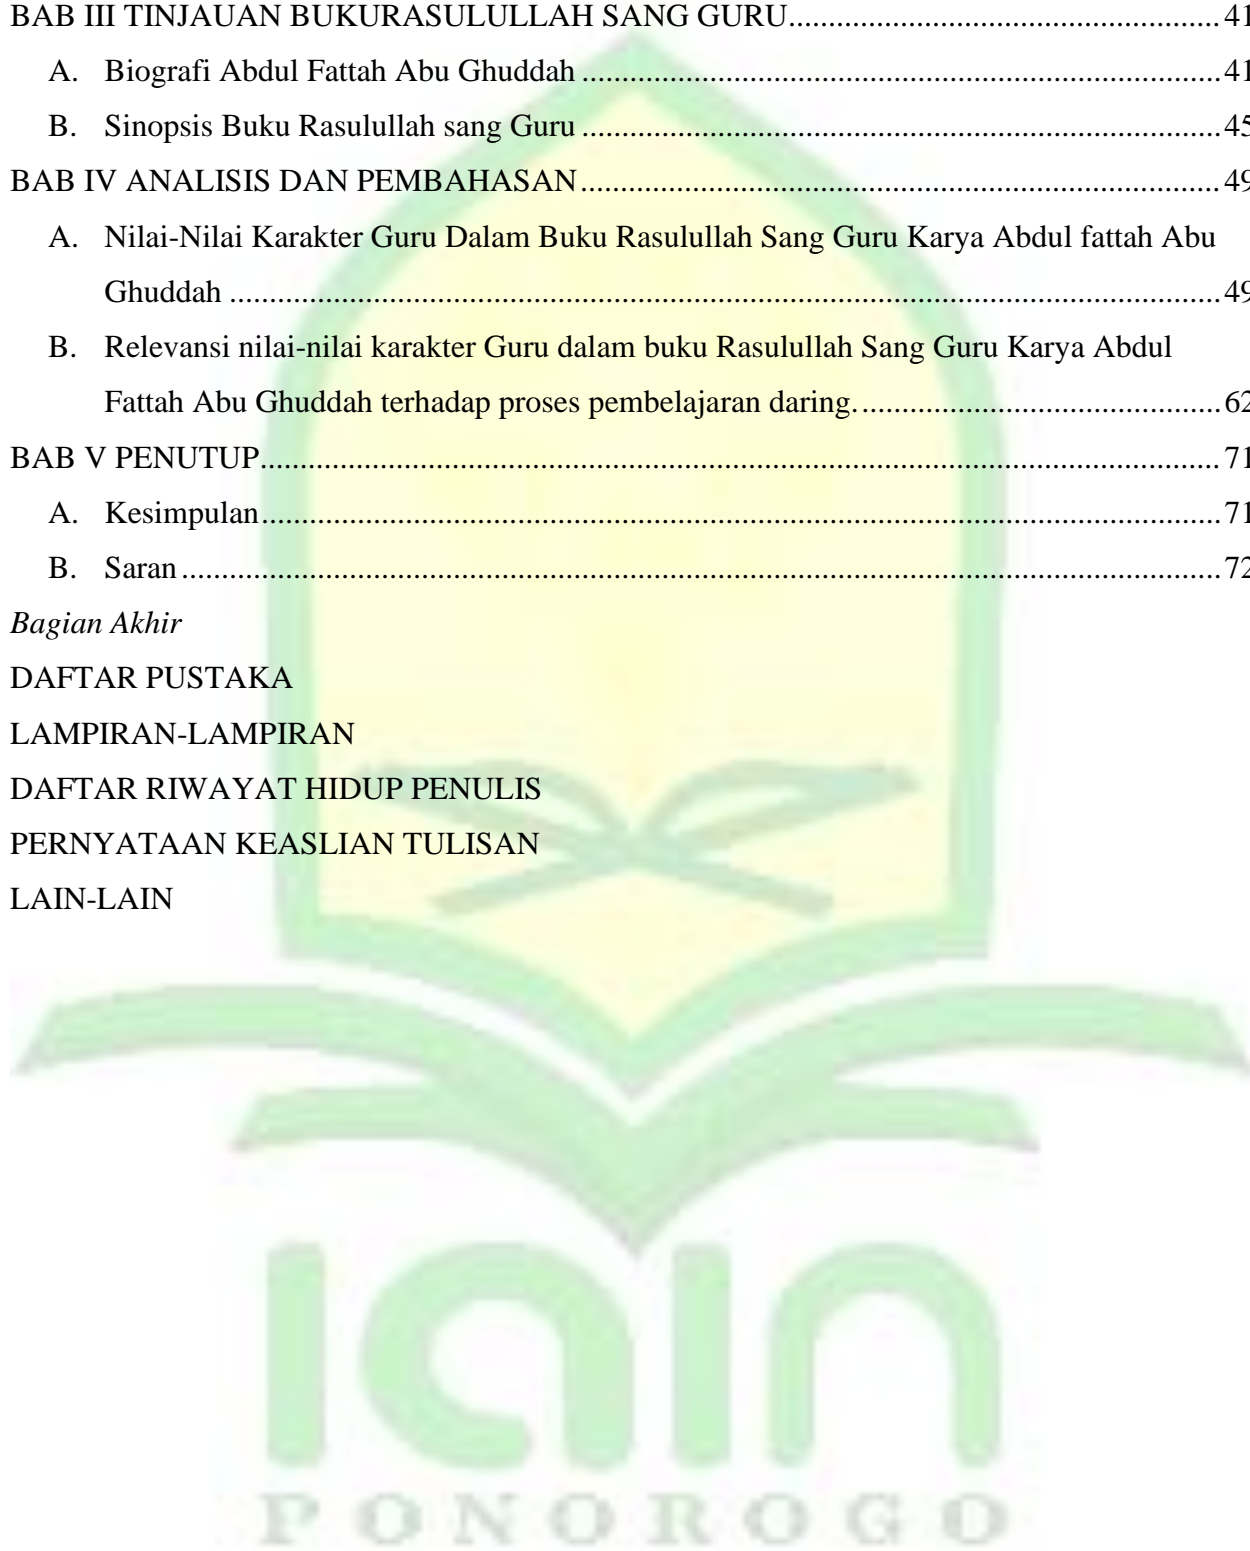 BAB III TINJAUAN BUKURASULULLAH SANG GURU......................................................41
A. Biografi Abdul Fattah Abu Ghuddah................................................................................41
B. Sinopsis Buku Rasulullah sang Guru................................................................................45
BAB IV ANALISIS DAN PEMBAHASAN................................................................................49
A. Nilai-Nilai Karakter Guru Dalam Buku Rasulullah Sang Guru Karya Abdul fattah Abu
Ghuddah............................................................................................................................49
B. Relevansi nilai-nilai karakter Guru dalam buku Rasulullah Sang Guru Karya Abdul
Fattah Abu Ghuddah terhadap proses pembelajaran daring..............................................62
BAB V PENUTUP........................................................................................................................71
A. Kesimpulan........................................................................................................................71
B. Saran..................................................................................................................................72
Bagian Akhir
DAFTAR PUSTAKA
LAMPIRAN-LAMPIRAN
DAFTAR RIWAYAT HIDUP PENULIS
PERNYATAAN KEASLIAN TULISAN
LAIN-LAIN
iain
PONOROGO